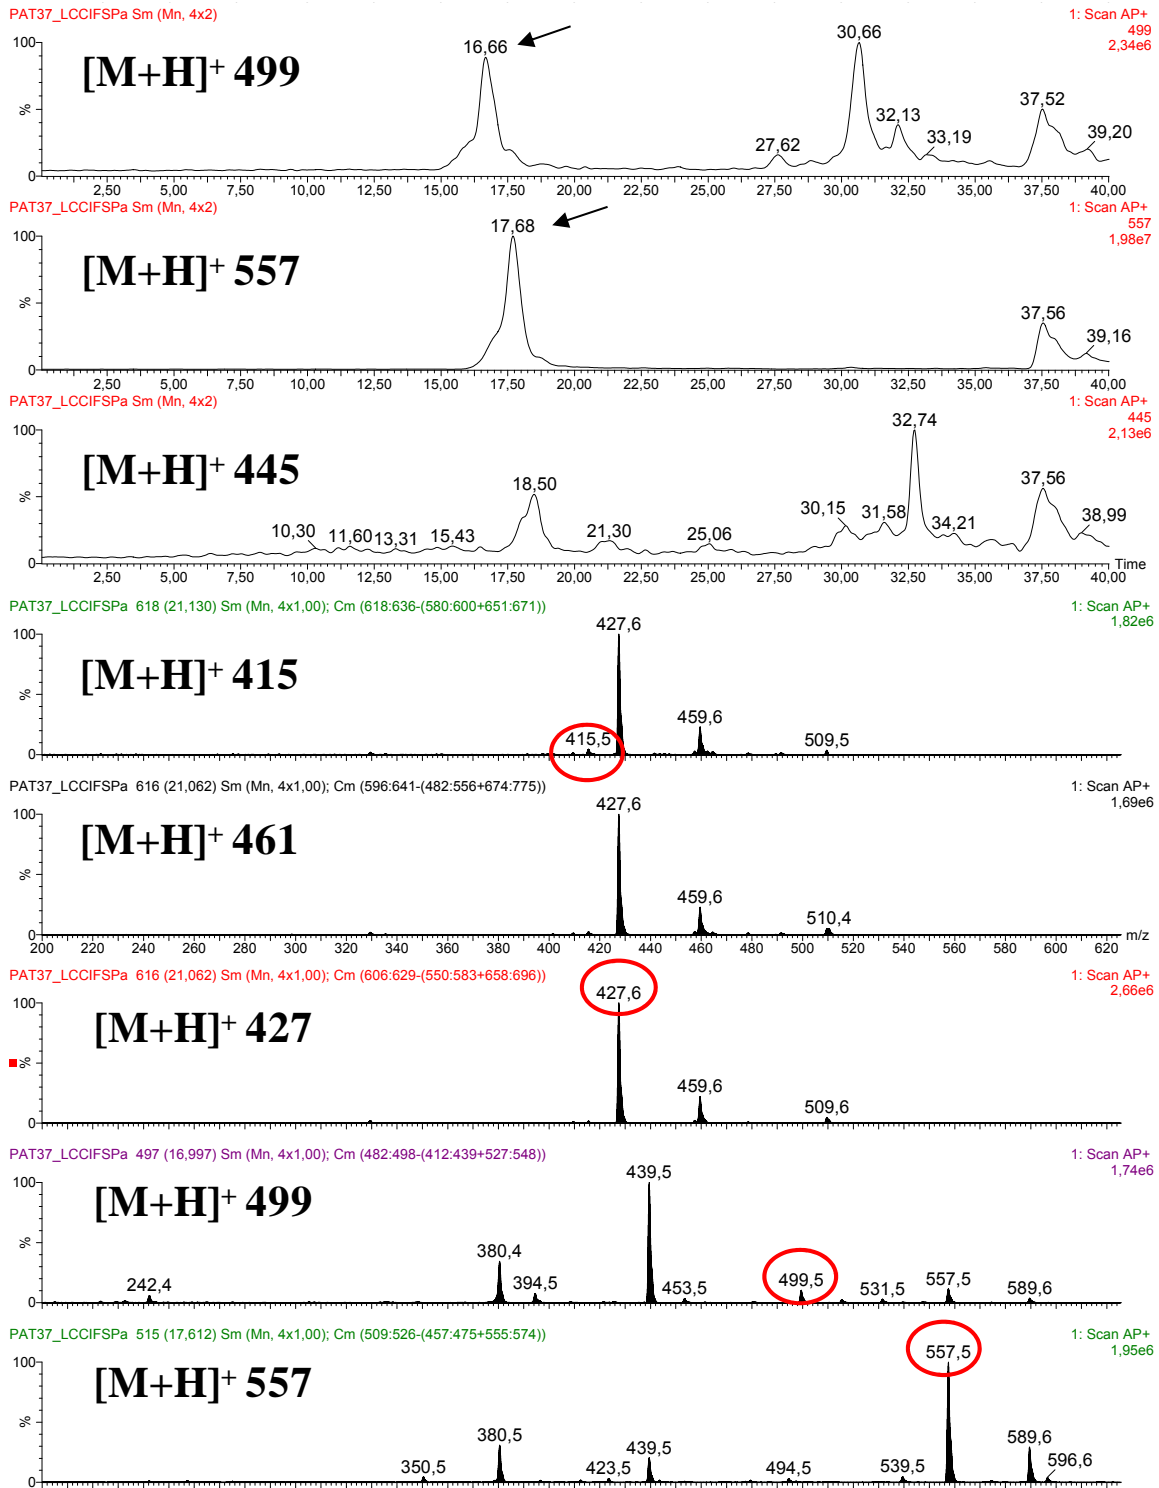 PAT37_LCCIFSPa Sm (Mn, 4x2) 1: Scan AP+
499
2,34e6
100
%
0
[M+H]+ 499
16,66 27,62 30,66 32,13 33,19 37,52 39,20
2,50 5,00 7,50 10,00 12,50 15,00 17,50 20,00 22,50 25,00 27,50 30,00 32,50 35,00 37,50 40,00
PAT37_LCCIFSPa Sm (Mn, 4x2) 1: Scan AP+
557
1,98e7
100
%
0
[M+H]+ 557
17,68 37,56 39,16
2,50 5,00 7,50 10,00 12,50 15,00 17,50 20,00 22,50 25,00 27,50 30,00 32,50 35,00 37,50 40,00
PAT37_LCCIFSPa Sm (Mn, 4x2) 1: Scan AP+
445
2,13e6
100
%
0
[M+H]+ 445
10,30 11,60 13,31 15,43 18,50 21,30 25,06 30,15 31,58 32,74 34,21 37,56 38,99
Time
2,50 5,00 7,50 10,00 12,50 15,00 17,50 20,00 22,50 25,00 27,50 30,00 32,50 35,00 37,50 40,00
PAT37_LCCIFSPa 618 (21,130) Sm (Mn, 4x1,00); Cm (618:636-(580:600+651:671)) 1: Scan AP+
1,82e6
100
%
0
[M+H]+ 415
415,5 427,6 459,6 509,5
PAT37_LCCIFSPa 616 (21,062) Sm (Mn, 4x1,00); Cm (596:641-(482:556+674:775)) 1: Scan AP+
1,69e6
100
%
0
[M+H]+ 461
427,6 459,6 510,4
200 220 240 260 280 300 320 340 360 380 400 420 440 460 480 500 520 540 560 580 600 620 m/z
PAT37_LCCIFSPa 616 (21,062) Sm (Mn, 4x1,00); Cm (606:629-(550:583+658:696)) 1: Scan AP+
2,66e6
100
%
0
[M+H]+ 427
427,6 459,6 509,6
PAT37_LCCIFSPa 497 (16,997) Sm (Mn, 4x1,00); Cm (482:498-(412:439+527:548)) 1: Scan AP+
1,74e6
100
%
0
[M+H]+ 499
242,4 380,4 394,5 439,5 453,5 499,5 531,5 557,5 589,6
PAT37_LCCIFSPa 515 (17,612) Sm (Mn, 4x1,00); Cm (509:526-(457:475+555:574)) 1: Scan AP+
1,95e6
100
%
0
[M+H]+ 557
350,5 380,5 423,5 439,5 494,5 539,5 557,5 589,6 596,6